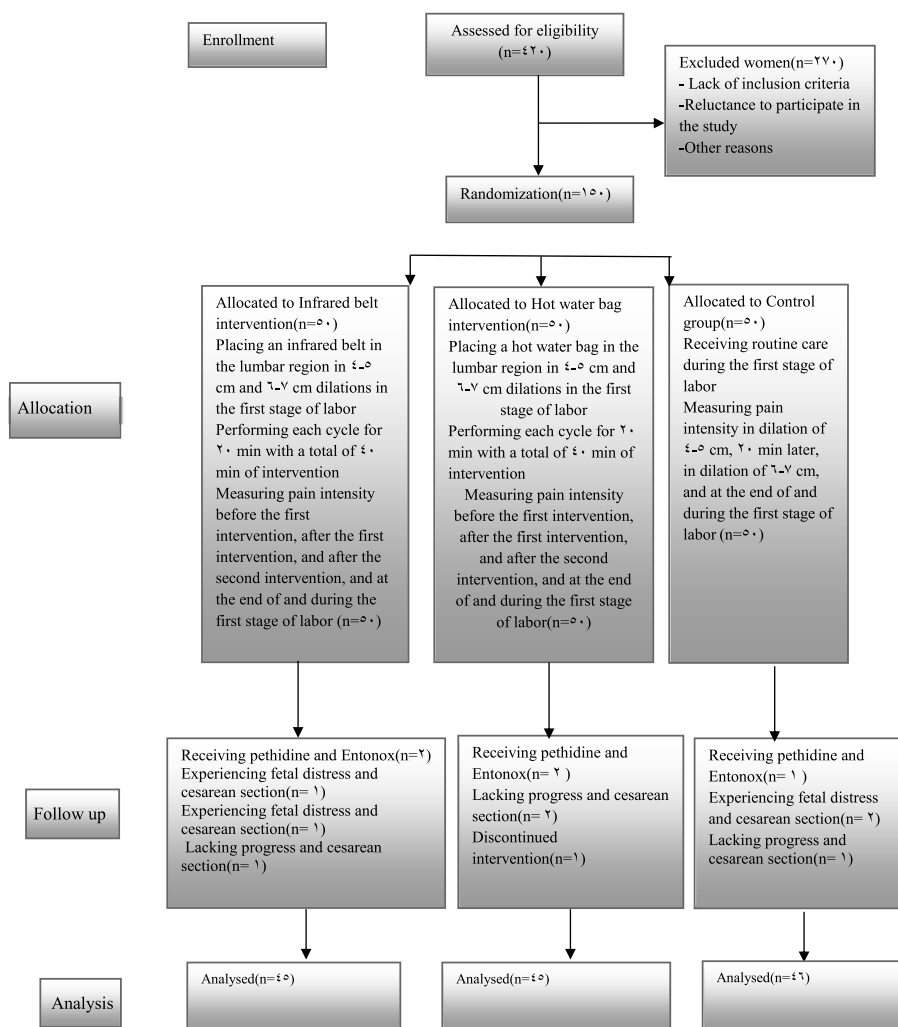 Enrollment
Assessed for eligibility
(n=٤٢٠)
Excluded women(n=٢٧٠)
- Lack of inclusion criteria
-Reluctance to participate in
the study
-Other reasons
Randomization(n=١٥٠)
Allocation
Allocated to Infrared belt
intervention(n=٥٠)
Placing an infrared belt in
the lumbar region in ٤-٥
cm and ٦-٧ cm dilations in
the first stage of labor
Performing each cycle for
٢٠ min with a total of ٤٠
min of intervention
Measuring pain intensity
before the first
intervention, after the first
intervention, and after the
second intervention, and at
the end of and during the
first stage of labor (n=٥٠)
Allocated to Hot water bag
intervention(n=٥٠)
Placing a hot water bag in the
lumbar region in ٤-٥ cm and
٦-٧ cm dilations in the first
stage of labor
Performing each cycle for ٢٠
min with a total of ٤٠ min of
intervention
Measuring pain intensity
before the first intervention,
after the first intervention,
and after the second
intervention, and at the end
of and during the first stage
of labor(n=٥٠)
Allocated to Control
group(n=٥٠)
Receiving routine care
during the first stage of
labor
Measuring pain
intensity in dilation of
٤-٥ cm, ٢٠ min later,
in dilation of ٦-٧ cm,
and at the end of and
during the first stage of
labor (n=٥٠)
Follow up
Receiving pethidine and Entonox(n=٢)
Experiencing fetal distress and
cesarean section(n= ١)
Experiencing fetal distress and
cesarean section(n= ١)
Lacking progress and cesarean
section(n= ١)
Receiving pethidine and
Entonox(n= ٢ )
Lacking progress and cesarean
section(n= ٢)
Discontinued
intervention(n=١)
Receiving pethidine and
Entonox(n= ١ )
Experiencing fetal distress
and cesarean section(n= ٢)
Lacking progress and
cesarean section(n= ١)
Analysis
Analysed(n=٤٥)
Analysed(n=٤٥)
Analysed(n=٤٦)